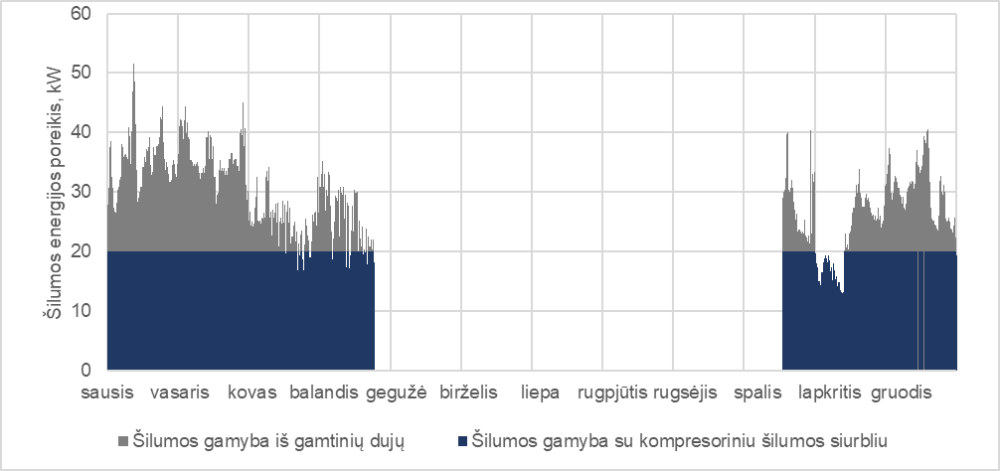 60
50
40
30
20
10
0
Šilumos energijos poreikis, kW
sausis vasaris kovas balandis gegužė birželis liepa rugpjūtis rugsėjis spalis lapkritis gruodis
Šilumos gamyba iš gamtinių dujų Šilumos gamyba su kompresoriniu šilumos siurbliu